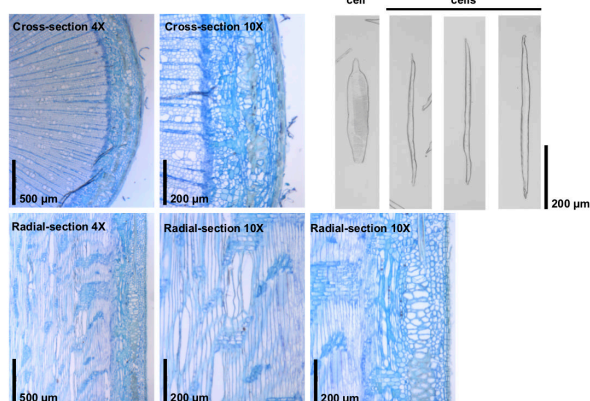 cell
cells
Cross-section 4X
Cross-section 10X
500 µm
200 µm
200 µm
Radial-section 4X
Radial-section 10X
Radial-section 10X
500 µm
200 µm
200 µm